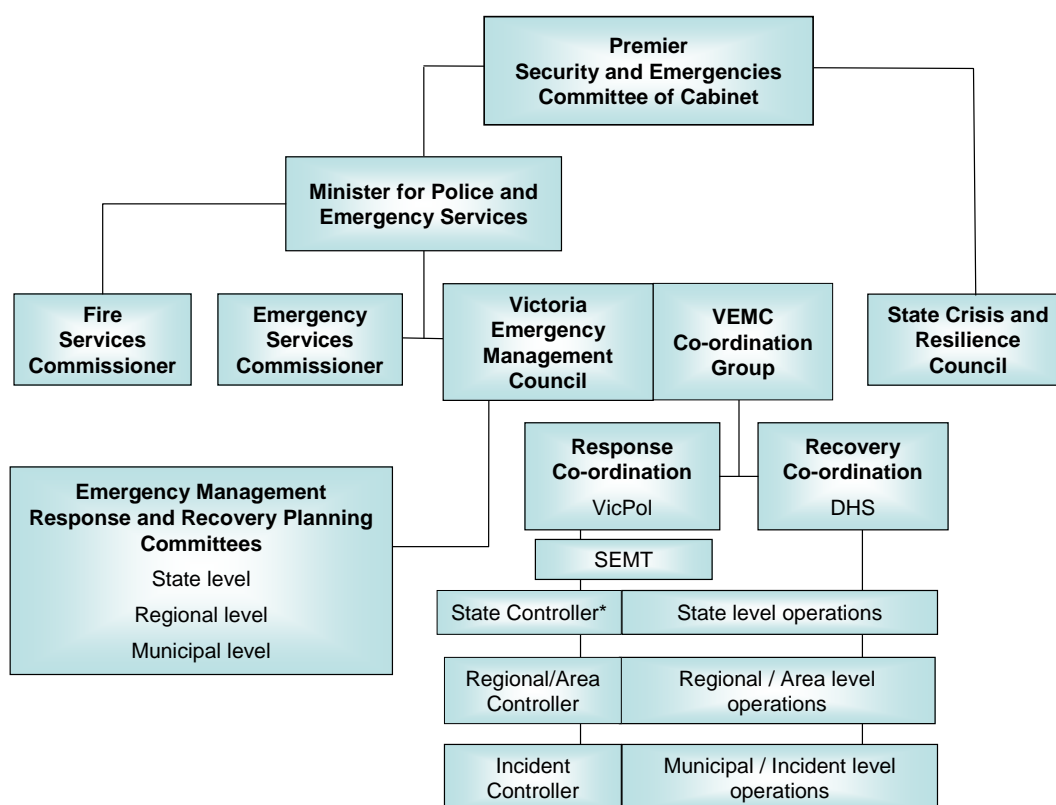 Premier
Security and Emergencies
Committee of Cabinet
Minister for Police and
Emergency Services
Fire
Services
Commissioner
Emergency
Services
Commissioner
Victoria
Emergency
Management
Council
VEMC
Co-ordination
Group
State Crisis and
Resilience
Council
Emergency Management
Response and Recovery Planning
Committees
State level
Regional level
Municipal level
Response
Co-ordination
VicPol
Recovery
Co-ordination
DHS
SEMT
State Controller*
State level operations
Regional/Area
Controller
Regional / Area level
operations
Incident
Controller
Municipal / Incident level
operations